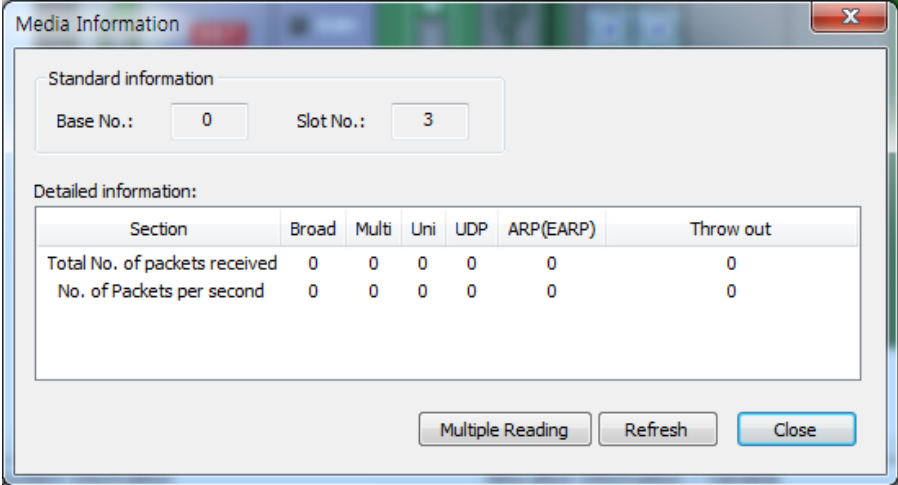 Media Information
Standard information
Base No.: 0 Slot No.: 3
Detailed information:
Section Broad Multi Uni UDP ARP(EARP) Throw out
Total No. of packets received 0 0 0 0 0 0
No. of Packets per second 0 0 0 0 0 0
Multiple Reading Refresh Close